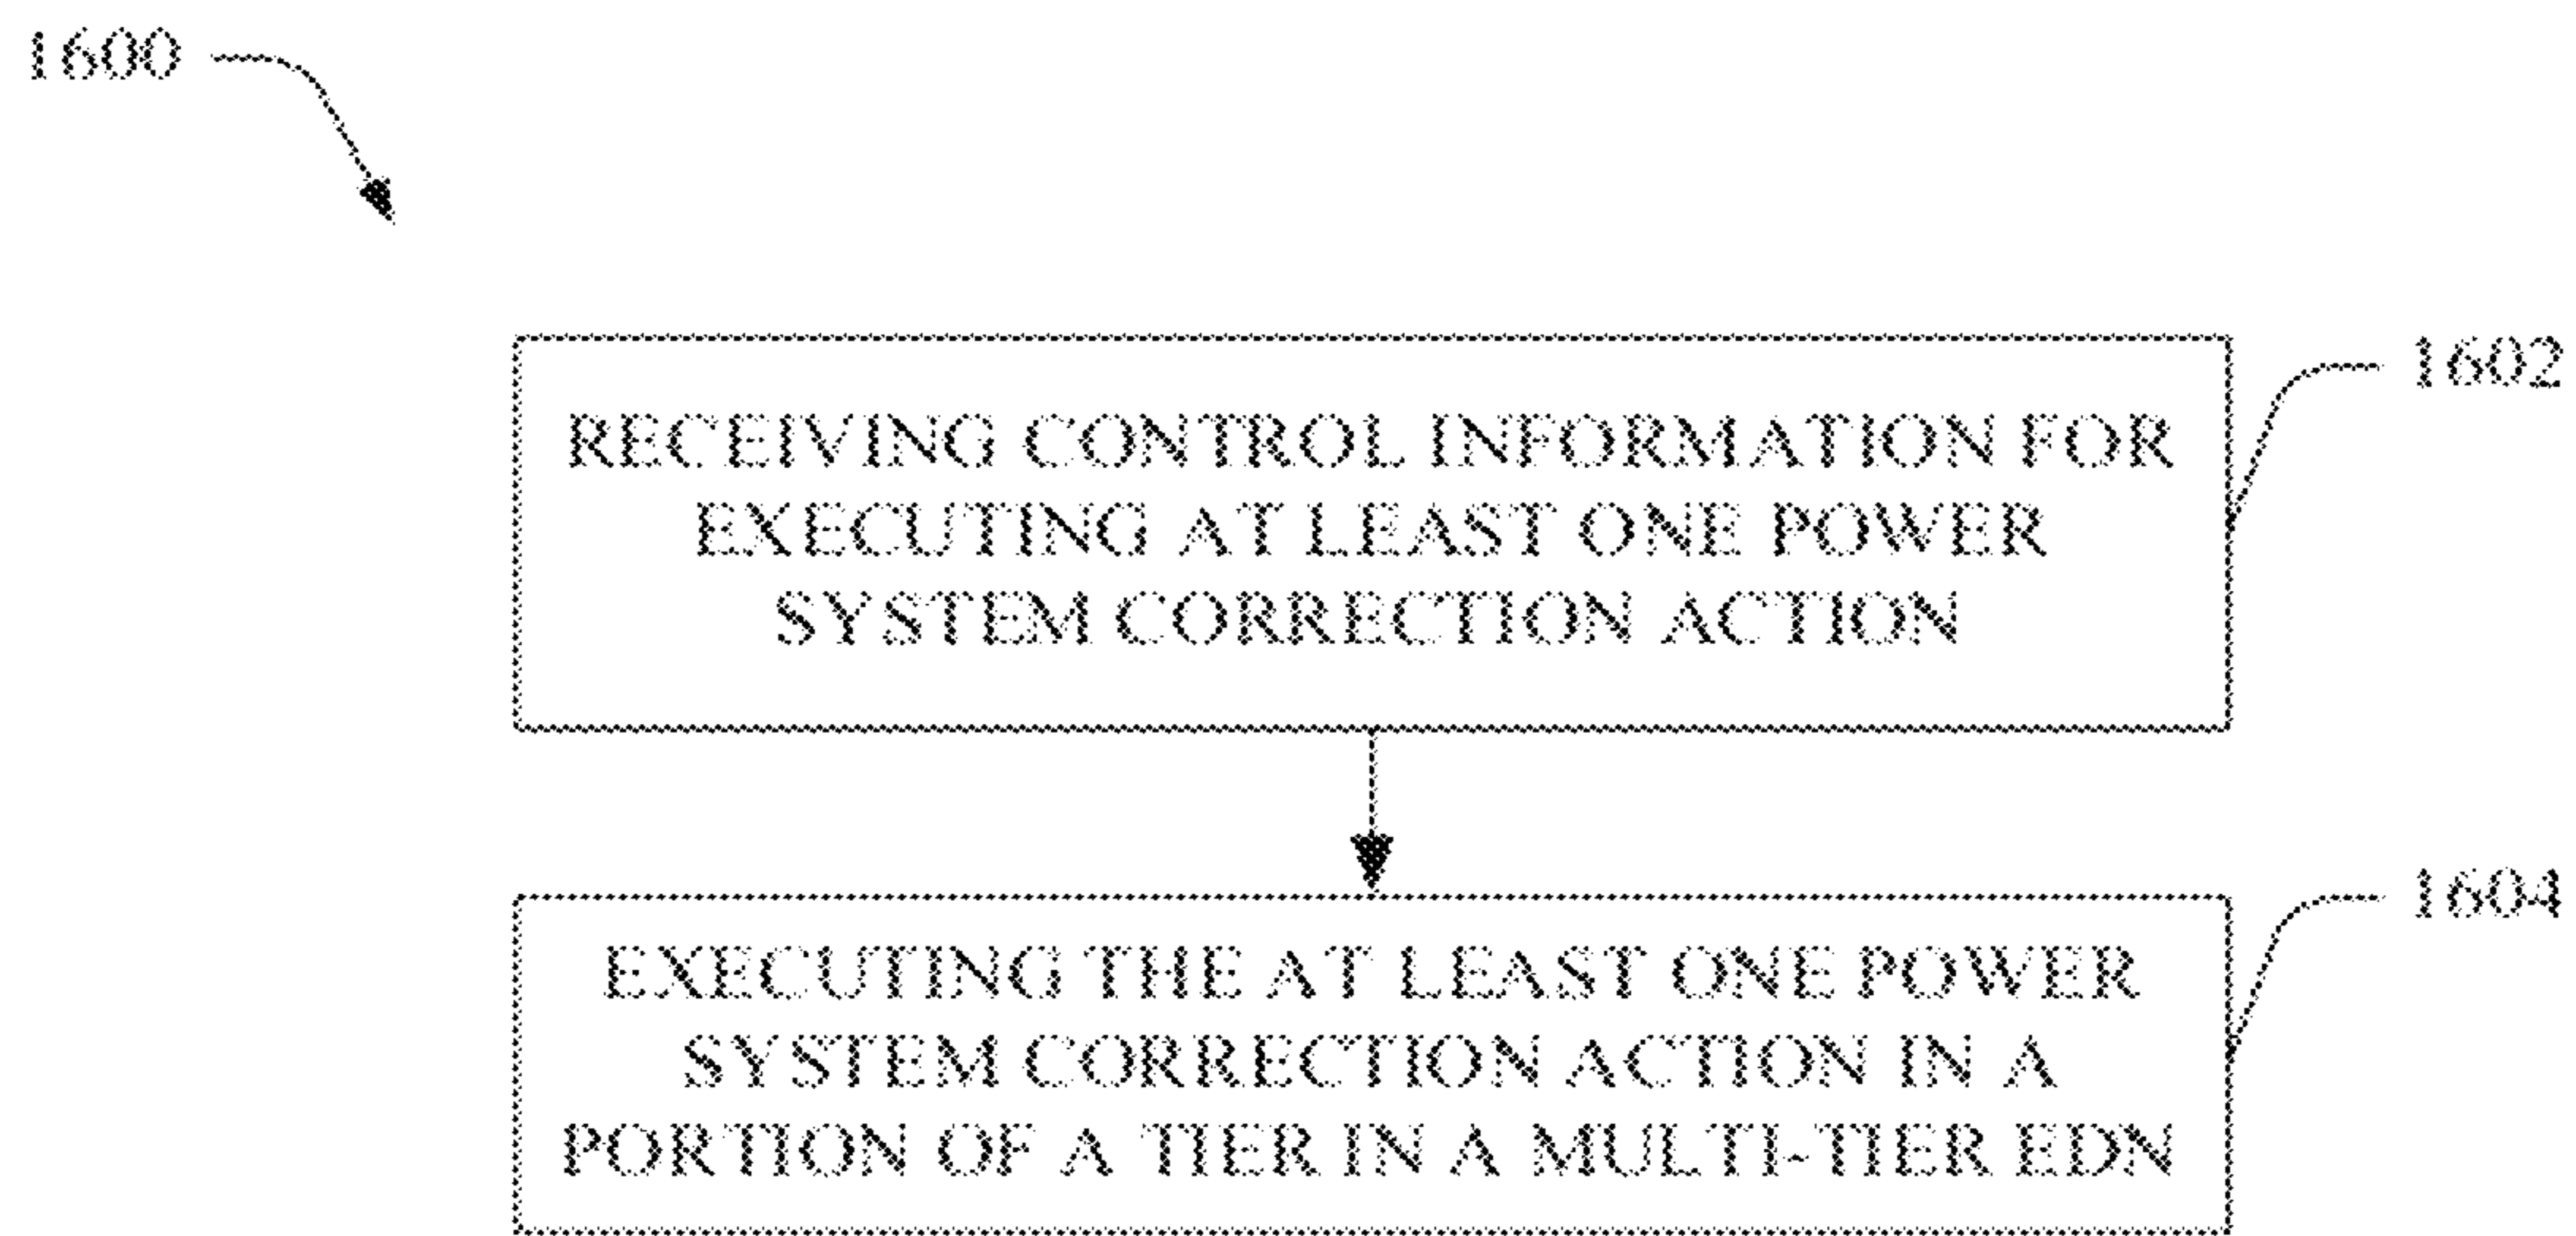 1600
1602
RECEIVING CONTROL INFORMATION FOR
EXECUTING AT LEAST ONE POWER
SYSTEM CORRECTION ACTION
1604
EXECUTING THE AT LEAST ONE POWER
SYSTEM CORRECTION ACTION IN A
PORTION OF A TIER IN A MULTI-TIER EDN